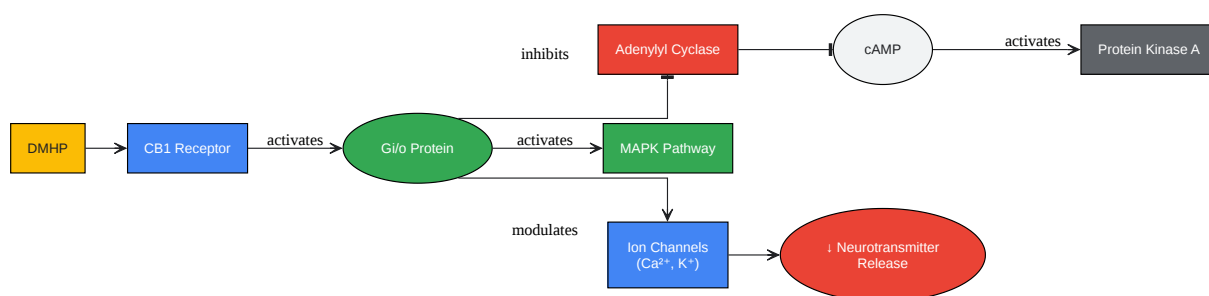 inhibits
Adenylyl Cyclase
cAMP
activates
Protein Kinase A
DMHP
CB1 Receptor
activates
Gi/o Protein
activates
MAPK Pathway
modulates
Ion Channels
(Ca²⁺, K⁺)
↓ Neurotransmitter
Release